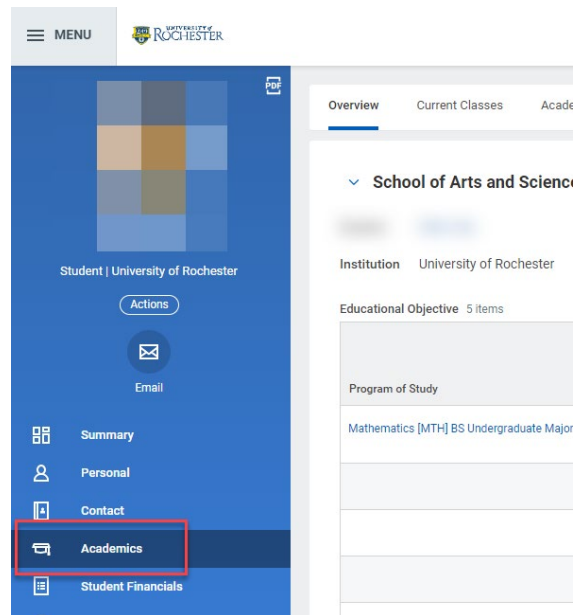 MENU
UNIVERSITY of
ROCHESTER
PDF
Overview Current Classes Acade
School of Arts and Science
Student | University of Rochester
Institution University of Rochester
Actions
Educational Objective 5 items
Email
Program of Study
Mathematics [MTH] BS Undergraduate Major
Summary
Personal
Contact
Academics
Student Financials